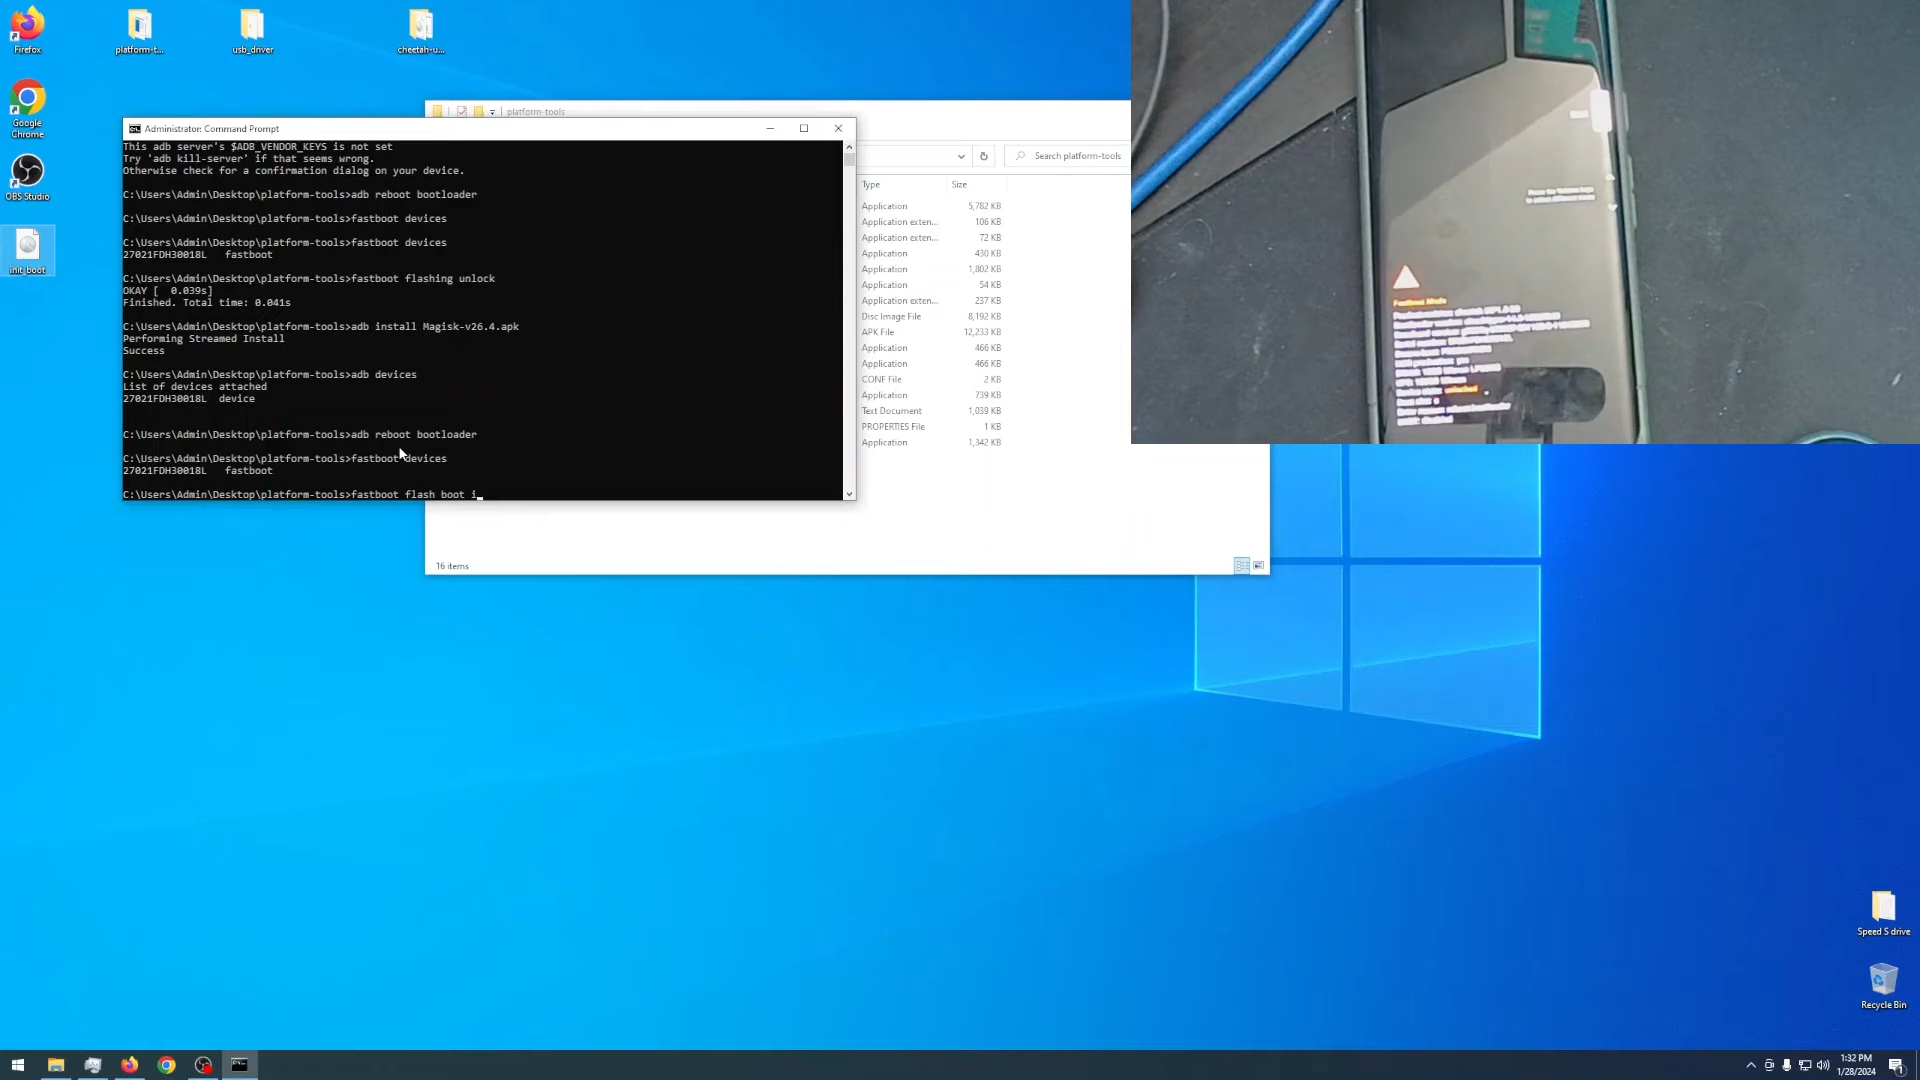 Firefox
platform-t...
usb_driver
cheetah-u...
Google
Chrome
OBS Studio
init_boot
platform-tools
Search platform-tools
Administrator: Command Prompt
This adb server's $ADB_VENDOR_KEYS is not set
Try 'adb kill-server' if that seems wrong.
Otherwise check for a confirmation dialog on your device.
C:\Users\Admin\Desktop\platform-tools>adb reboot bootloader
C:\Users\Admin\Desktop\platform-tools>fastboot devices
C:\Users\Admin\Desktop\platform-tools>fastboot devices
27021FDH30018L   fastboot
C:\Users\Admin\Desktop\platform-tools>fastboot flashing unlock
OKAY [  0.039s]
Finished. Total time: 0.041s
C:\Users\Admin\Desktop\platform-tools>adb install Magisk-v26.4.apk
Performing Streamed Install
Success
C:\Users\Admin\Desktop\platform-tools>adb devices
List of devices attached
27021FDH30018L  device
C:\Users\Admin\Desktop\platform-tools>adb reboot bootloader
C:\Users\Admin\Desktop\platform-tools>fastboot devices
27021FDH30018L   fastboot
C:\Users\Admin\Desktop\platform-tools>fastboot flash boot i_
Type Size
Application 5,782 KB
Application exten... 106 KB
Application exten... 72 KB
Application 430 KB
Application 1,802 KB
Application 54 KB
Application exten... 237 KB
Disc Image File 8,192 KB
APK File 12,233 KB
Application 466 KB
Application 466 KB
CONF File 2 KB
Application 739 KB
Text Document 1,039 KB
PROPERTIES File 1 KB
Application 1,342 KB
16 items
Fastboot Mode
unlocked
Speed S drive
Recycle Bin
1:32 PM
1/28/2024